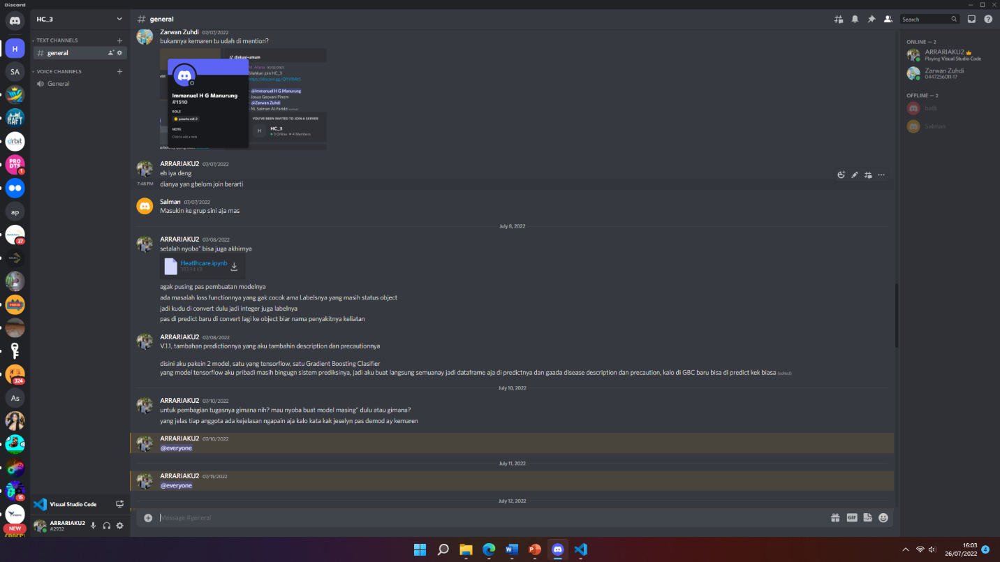 Discord
HC_3
general
Search
TEXT CHANNELS
general
VOICE CHANNELS
General
H
SA
1
ap
37
324
As
15
NEW
Zarwan Zuhdi 07/07/2022
bukannya kemaren tu udah di mention?
# diskusi-umum
silahkan join HC_3
Immanuel H G Manurung
#1510
ROLE
peserta-mit-2
NOTE
Click to add a note
@Immanuel H G Manurung
Josua Geovani Pinem
@Zarwan Zuhdi
M. Salman Al-Faridzi
YOU'VE BEEN INVITED TO JOIN A SERVER
H
HC_3
3 Online 4 Members
ARRARIAKU2 07/07/2022
eh iya deng
7:48 PM dianya yan gbelom join berarti
Salman 07/07/2022
Masukin ke grup sini aja mas
July 8, 2022
ARRARIAKU2 07/08/2022
setalah nyoba" bisa juga akhirnya
Heatlhcare.ipynb
agak pusing pas pembuatan modelnya
ada masalah loss functionnya yang gak cocok ama Labelsnya yang masih status object
jadi kudu di convert dulu jadi integer juga labelnya
pas di predict baru di convert lagi ke object biar nama penyakitnya keliatan
ARRARIAKU2 07/08/2022
V.1.1, tambahan predictionnya yang aku tambahin description dan precautionnya
disini aku pakein 2 model, satu yang tensorflow, satu Gradient Boosting Clasifier
yang model tensorflow aku pribadi masih bingugn sistem prediksinya, jadi aku buat langsung semuanay jadi dataframe aja di predictnya dan gaada disease description dan precaution, kalo di GBC baru bisa di predict kek biasa (edited)
July 10, 2022
ARRARIAKU2 07/10/2022
untuk pembagian tugasnya gimana nih? mau nyoba buat model masing" dulu atau gimana?
yang jelas tiap anggota ada kejelasan ngapain aja kalo kata kak jeselyn pas demod ay kemaren
ARRARIAKU2 07/10/2022
@everyone
July 11, 2022
ARRARIAKU2 07/11/2022
@everyone
July 12, 2022
Message #general
GIF
ONLINE — 2
ARRARIAKU2
Playing Visual Studio Code
Zarwan Zuhdi
0447256011-17
OFFLINE — 2
batk
Salman
Visual Studio Code
ARRARIAKU2
#2932
16:03
26/07/2022
4